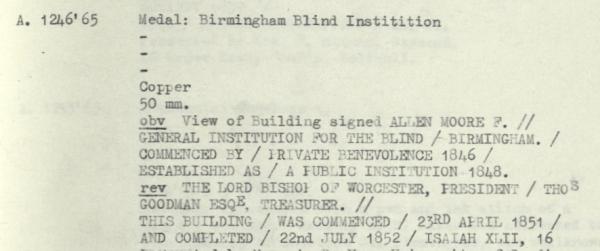 A. 1246'65 Medal: Birmingham Blind Institition
-
-
-
Copper
50 mm.
obv View of Building signed ALLEN MOORE F. //
GENERAL INSTITUTION FOR THE BLIND / BIRMINGHAM. /
COMMENCED BY / PRIVATE BENEVOLENCE 1846 /
ESTABLISHED AS / A PUBLIC INSTITUTION 1848.
rev THE LORD BISHOP OF WORCESTER, PRESIDENT / THOS
GOODMAN ESQE, TREASURER. //
THIS BUILDING / WAS COMMENCED / 23RD APRIL 1851 /
AND COMPLETED / 22nd JULY 1852 / ISAIAH XLII, 16